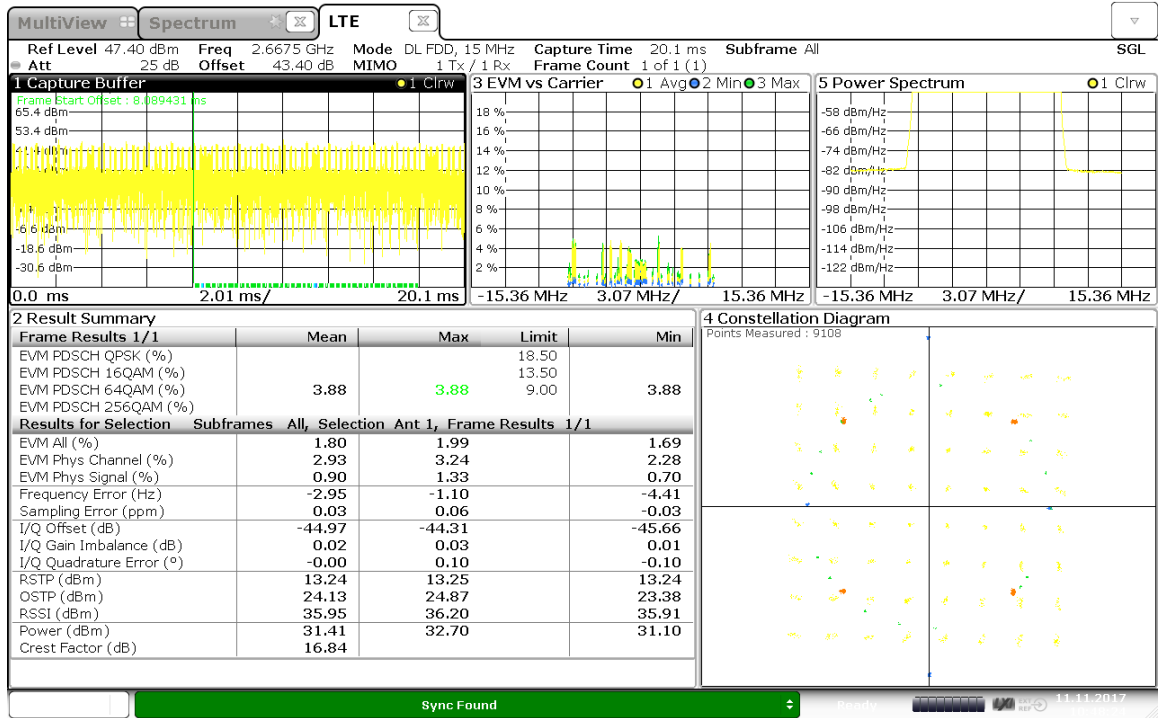 MultiView Spectrum LTE
Ref Level 47.40 dBm Freq 2.6675 GHz Mode DL FDD, 15 MHz Capture Time 20.1 ms Subframe All SGL
Att 25 dB Offset 43.40 dB MIMO 1 Tx / 1 Rx Frame Count 1 of 1 (1)
1 Capture Buffer 1 Clrw
Frame Start Offset : 8.089431 ms
65.4 dBm
53.4 dBm
-6.6 dBm
-18.6 dBm
-30.6 dBm
0.0 ms 2.01 ms/ 20.1 ms
3 EVM vs Carrier 1 Avg 2 Min 3 Max
18 %
16 %
14 %
12 %
10 %
8 %
6 %
4 %
2 %
-15.36 MHz 3.07 MHz/ 15.36 MHz
5 Power Spectrum 1 Clrw
-58 dBm/Hz
-66 dBm/Hz
-74 dBm/Hz
-82 dBm/Hz
-90 dBm/Hz
-98 dBm/Hz
-106 dBm/Hz
-114 dBm/Hz
-122 dBm/Hz
-15.36 MHz 3.07 MHz/ 15.36 MHz
2 Result Summary
Frame Results 1/1 Mean Max Limit Min
EVM PDSCH QPSK (%) 18.50
EVM PDSCH 16QAM (%) 13.50
EVM PDSCH 64QAM (%) 3.88 3.88 9.00 3.88
EVM PDSCH 256QAM (%)
Results for Selection Subframes All, Selection Ant 1, Frame Results 1/1
EVM All (%) 1.80 1.99 1.69
EVM Phys Channel (%) 2.93 3.24 2.28
EVM Phys Signal (%) 0.90 1.33 0.70
Frequency Error (Hz) -2.95 -1.10 -4.41
Sampling Error (ppm) 0.03 0.06 -0.03
I/Q Offset (dB) -44.97 -44.31 -45.66
I/Q Gain Imbalance (dB) 0.02 0.03 0.01
I/Q Quadrature Error (º) -0.00 0.10 -0.10
RSTP (dBm) 13.24 13.25 13.24
OSTP (dBm) 24.13 24.87 23.38
RSSI (dBm) 35.95 36.20 35.91
Power (dBm) 31.41 32.70 31.10
Crest Factor (dB) 16.84
4 Constellation Diagram
Points Measured : 9108
Sync Found
Ready
11.11.2017